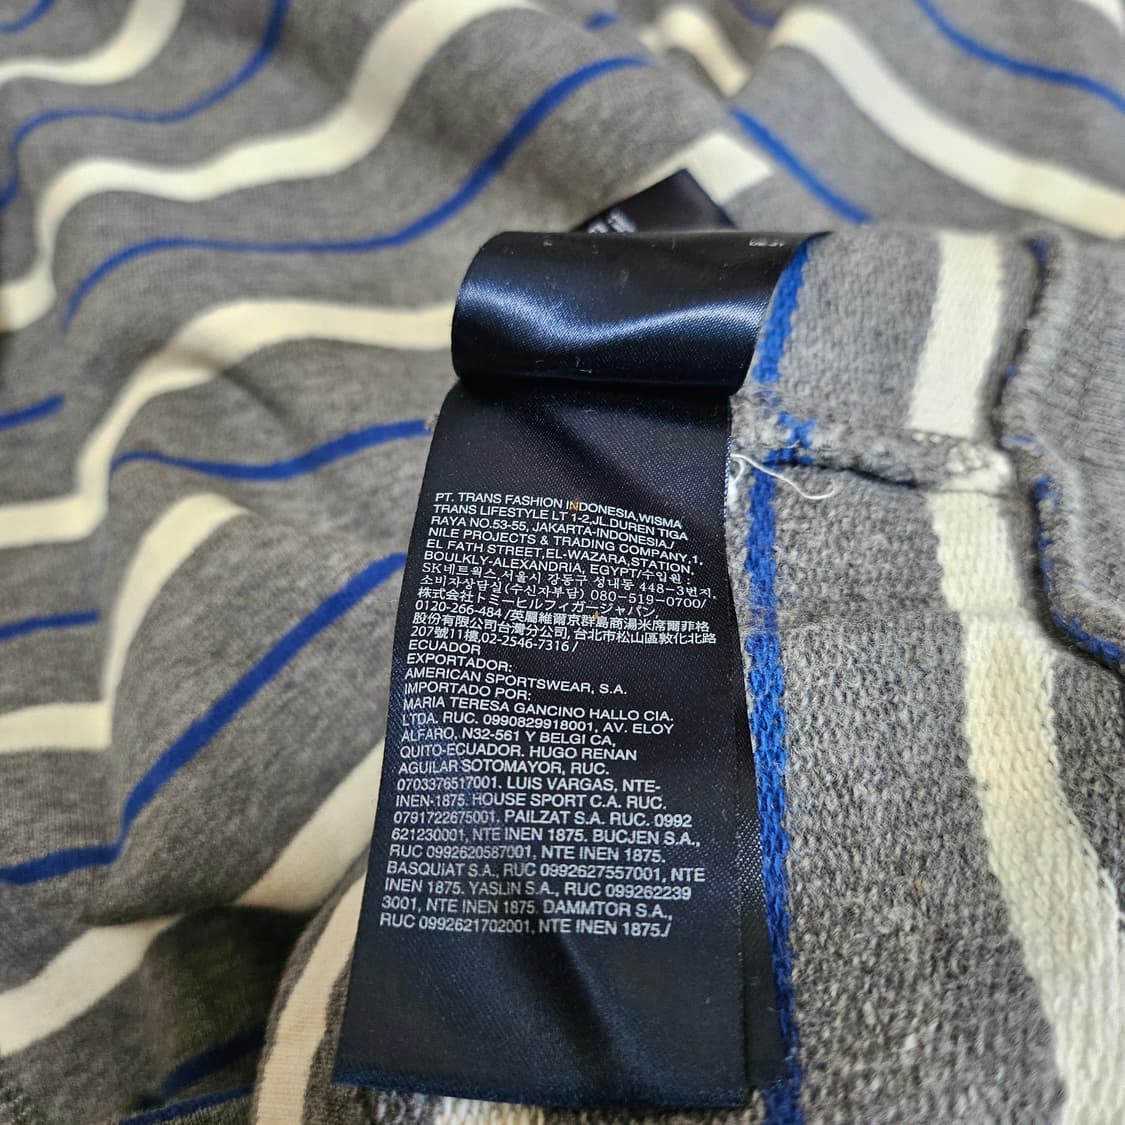 PT. TRANS FASHION INDONESIA,WISMA
TRANS LIFESTYLE LT 1-2,JL.DUREN TIGA
RAYA NO.53-55, JAKARTA-INDONESIA/
NILE PROJECTS & TRADING COMPANY,1,
EL FATH STREET,EL-WAZARA,STATION,
BOULKLY-ALEXANDRIA, EGYPT/수입원 :
SK네트웍스 서울시 강동구 성내동 448-3번지.
소비자상담실(수신자부담) 080-519-0700/
株式会社トミーヒルフィガージャパン,
0120-266-484 /英屬維爾京群島商湯米席爾菲格
股份有限公司台灣分公司, 台北市松山區敦化北路
207號11樓,02-2546-7316/
ECUADOR
EXPORTADOR:
AMERICAN SPORTSWEAR, S.A.
IMPORTADO POR:
MARIA TERESA GANCINO HALLO CIA.
LTDA. RUC. 0990829918001, AV. ELOY
ALFARO, N32-561 Y BELGI CA,
QUITO-ECUADOR. HUGO RENAN
AGUILAR SOTOMAYOR, RUC.
0703376517001. LUIS VARGAS, NTE-
INEN-1875. HOUSE SPORT C.A. RUC.
0791722675001. PAILZAT S.A. RUC. 0992
621230001, NTE INEN 1875. BUCJEN S.A.,
RUC 0992620587001, NTE INEN 1875.
BASQUIAT S.A., RUC 0992627557001, NTE
INEN 1875. YASLIN S.A., RUC 099262239
3001, NTE INEN 1875. DAMMTOR S.A.,
RUC 0992621702001, NTE INEN 1875./